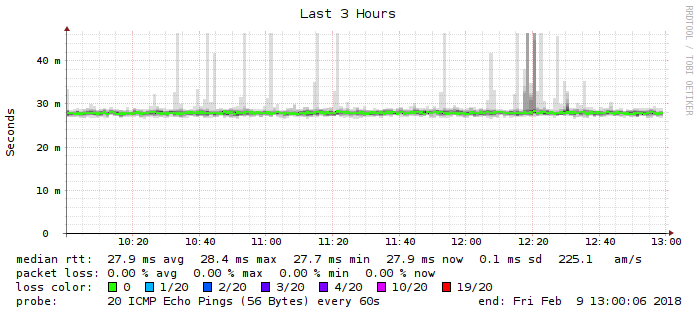 Last 3 Hours
RRDTOOL / TOBI OETIKER
Seconds
40 m
30 m
20 m
10 m
0
10:20 10:40 11:00 11:20 11:40 12:00 12:20 12:40 13:00
median rtt: 27.9 ms avg 28.4 ms max 27.7 ms min 27.9 ms now 0.1 ms sd 225.1 am/s
packet loss: 0.00 % avg 0.00 % max 0.00 % min 0.00 % now
loss color: 0 1/20 2/20 3/20 4/20 10/20 19/20
probe: 20 ICMP Echo Pings (56 Bytes) every 60s end: Fri Feb 9 13:00:06 2018